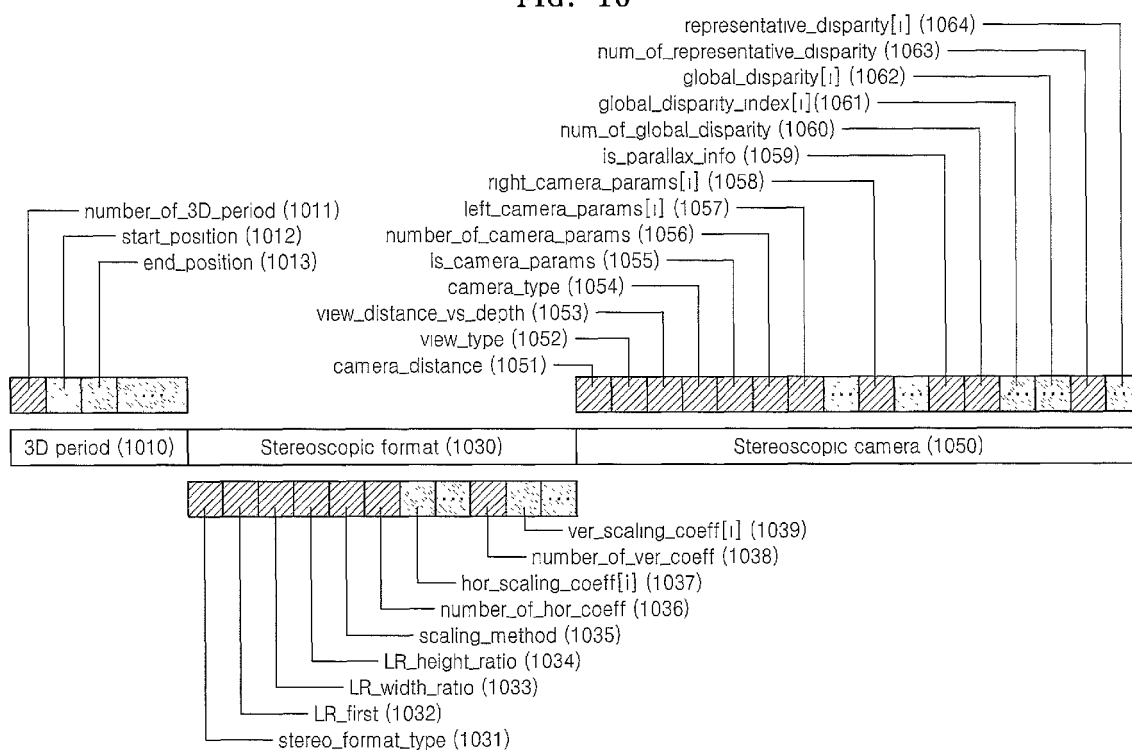 FIG. 10
representative_disparity[i] (1064)
num_of_representative_disparity (1063)
global_disparity[i] (1062)
global_disparity_index[i](1061)
num_of_global_disparity (1060)
is_parallax_info (1059)
right_camera_params[i] (1058)
left_camera_params[i] (1057)
number_of_camera_params (1056)
is_camera_params (1055)
camera_type (1054)
view_distance_vs_depth (1053)
view_type (1052)
camera_distance (1051)
number_of_3D_period (1011)
start_position (1012)
end_position (1013)
3D period (1010)
Stereoscopic format (1030)
Stereoscopic camera (1050)
ver_scaling_coeff[i] (1039)
number_of_ver_coeff (1038)
hor_scaling_coeff[i] (1037)
number_of_hor_coeff (1036)
scaling_method (1035)
LR_height_ratio (1034)
LR_width_ratio (1033)
LR_first (1032)
stereo_format_type (1031)